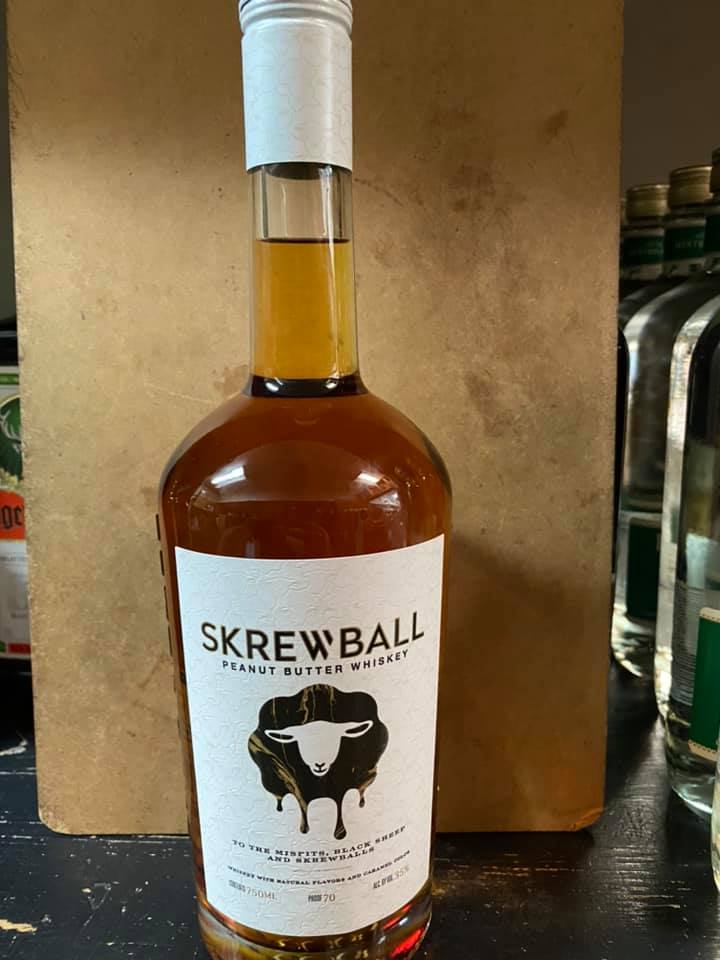 SKREWBALL
PEANUT BUTTER WHISKEY
TO THE MISFITS, BLACK SHEEP
AND SKREWBALLS
WHISKEY WITH NATURAL FLAVORS AND CARAMEL COLOR
750ML
PROOF 70
ALC. BY VOL. 35%